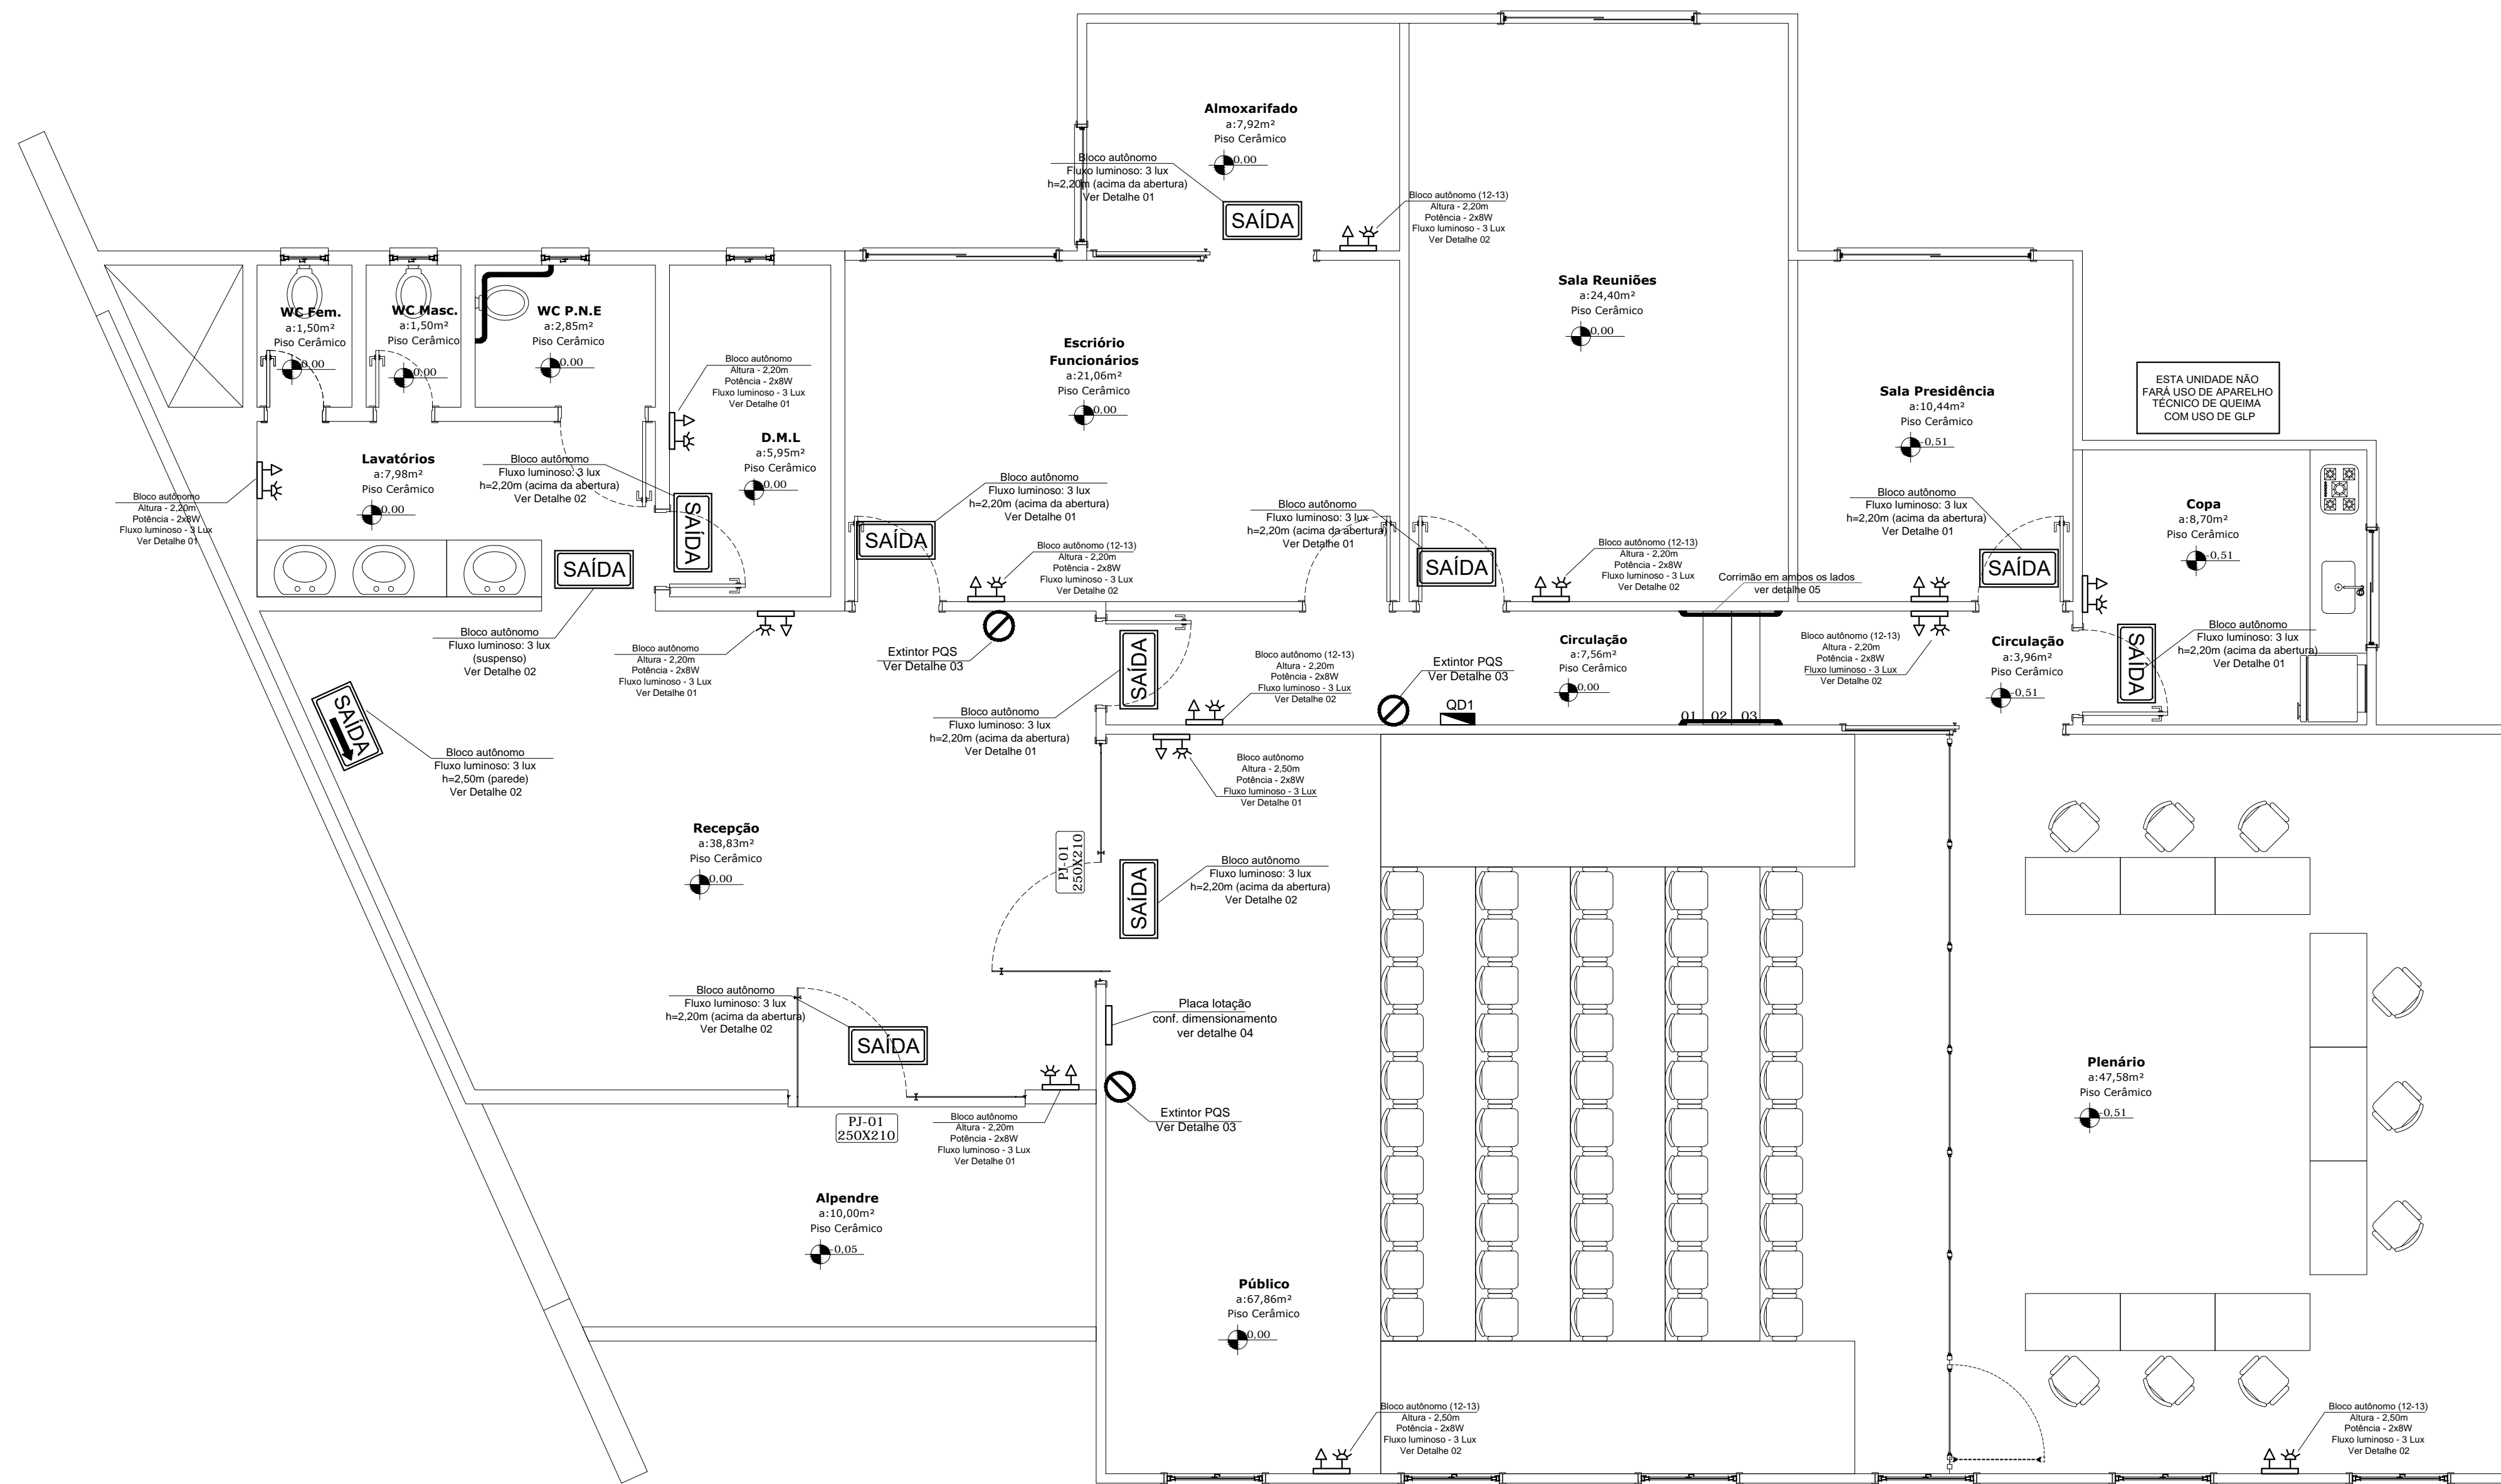 Almoxarifado
a:7,92m²
Piso Cerâmico
0,00
Bloco autônomo
Fluxo luminoso: 3 lux
h=2,20m (acima da abertura)
Ver Detalhe 01
SAÍDA
Bloco autônomo (12-13)
Altura - 2,20m
Potência - 2x8W
Fluxo luminoso - 3 Lux
Ver Detalhe 02
Sala Reuniões
a:24,40m²
Piso Cerâmico
0,00
WC Fem.
a:1,50m²
Piso Cerâmico
0,00
WC Masc.
a:1,50m²
Piso Cerâmico
0,00
WC P.N.E
a:2,85m²
Piso Cerâmico
0,00
Bloco autônomo
Altura - 2,20m
Potência - 2x8W
Fluxo luminoso - 3 Lux
Ver Detalhe 01
Escriório
Funcionários
a:21,06m²
Piso Cerâmico
0,00
Sala Presidência
a:10,44m²
Piso Cerâmico
-0,51
ESTA UNIDADE NÃO
FARÁ USO DE APARELHO
TÉCNICO DE QUEIMA
COM USO DE GLP
D.M.L
a:5,95m²
Piso Cerâmico
0,00
Lavatórios
a:7,98m²
Piso Cerâmico
0,00
Bloco autônomo
Fluxo luminoso: 3 lux
h=2,20m (acima da abertura)
Ver Detalhe 02
SAÍDA
Bloco autônomo
Altura - 2,20m
Potência - 2x8W
Fluxo luminoso - 3 Lux
Ver Detalhe 01
Bloco autônomo
Fluxo luminoso: 3 lux
h=2,20m (acima da abertura)
Ver Detalhe 01
SAÍDA
Bloco autônomo
Fluxo luminoso: 3 lux
h=2,20m (acima da abertura)
Ver Detalhe 01
SAÍDA
Bloco autônomo
Fluxo luminoso: 3 lux
h=2,20m (acima da abertura)
Ver Detalhe 01
SAÍDA
Copa
a:8,70m²
Piso Cerâmico
-0,51
SAÍDA
Bloco autônomo
Fluxo luminoso: 3 lux
(suspenso)
Ver Detalhe 02
Bloco autônomo
Altura - 2,20m
Potência - 2x8W
Fluxo luminoso - 3 Lux
Ver Detalhe 01
Bloco autônomo (12-13)
Altura - 2,20m
Potência - 2x8W
Fluxo luminoso - 3 Lux
Ver Detalhe 02
Bloco autônomo (12-13)
Altura - 2,20m
Potência - 2x8W
Fluxo luminoso - 3 Lux
Ver Detalhe 02
Corrimão em ambos os lados
ver detalhe 05
Extintor PQS
Ver Detalhe 03
SAÍDA
Bloco autônomo
Fluxo luminoso: 3 lux
h=2,20m (acima da abertura)
Ver Detalhe 01
Bloco autônomo (12-13)
Altura - 2,20m
Potência - 2x8W
Fluxo luminoso - 3 Lux
Ver Detalhe 02
Extintor PQS
Ver Detalhe 03
QD1
Circulação
a:7,56m²
Piso Cerâmico
0,00
01 02 03
Bloco autônomo (12-13)
Altura - 2,20m
Potência - 2x8W
Fluxo luminoso - 3 Lux
Ver Detalhe 02
Circulação
a:3,96m²
Piso Cerâmico
-0,51
SAÍDA
Bloco autônomo
Fluxo luminoso: 3 lux
h=2,20m (acima da abertura)
Ver Detalhe 01
SAÍDA
Bloco autônomo
Fluxo luminoso: 3 lux
h=2,50m (parede)
Ver Detalhe 02
Bloco autônomo
Altura - 2,50m
Potência - 2x8W
Fluxo luminoso - 3 Lux
Ver Detalhe 01
Recepção
a:38,83m²
Piso Cerâmico
0,00
PJ-01
250X210
SAÍDA
Bloco autônomo
Fluxo luminoso: 3 lux
h=2,20m (acima da abertura)
Ver Detalhe 02
Bloco autônomo
Fluxo luminoso: 3 lux
h=2,20m (acima da abertura)
Ver Detalhe 02
SAÍDA
Placa lotação
conf. dimensionamento
ver detalhe 04
PJ-01
250X210
Bloco autônomo
Altura - 2,20m
Potência - 2x8W
Fluxo luminoso - 3 Lux
Ver Detalhe 01
Extintor PQS
Ver Detalhe 03
Plenário
a:47,58m²
Piso Cerâmico
-0,51
Alpendre
a:10,00m²
Piso Cerâmico
-0,05
Público
a:67,86m²
Piso Cerâmico
0,00
Bloco autônomo (12-13)
Altura - 2,50m
Potência - 2x8W
Fluxo luminoso - 3 Lux
Ver Detalhe 02
Bloco autônomo (12-13)
Altura - 2,50m
Potência - 2x8W
Fluxo luminoso - 3 Lux
Ver Detalhe 02